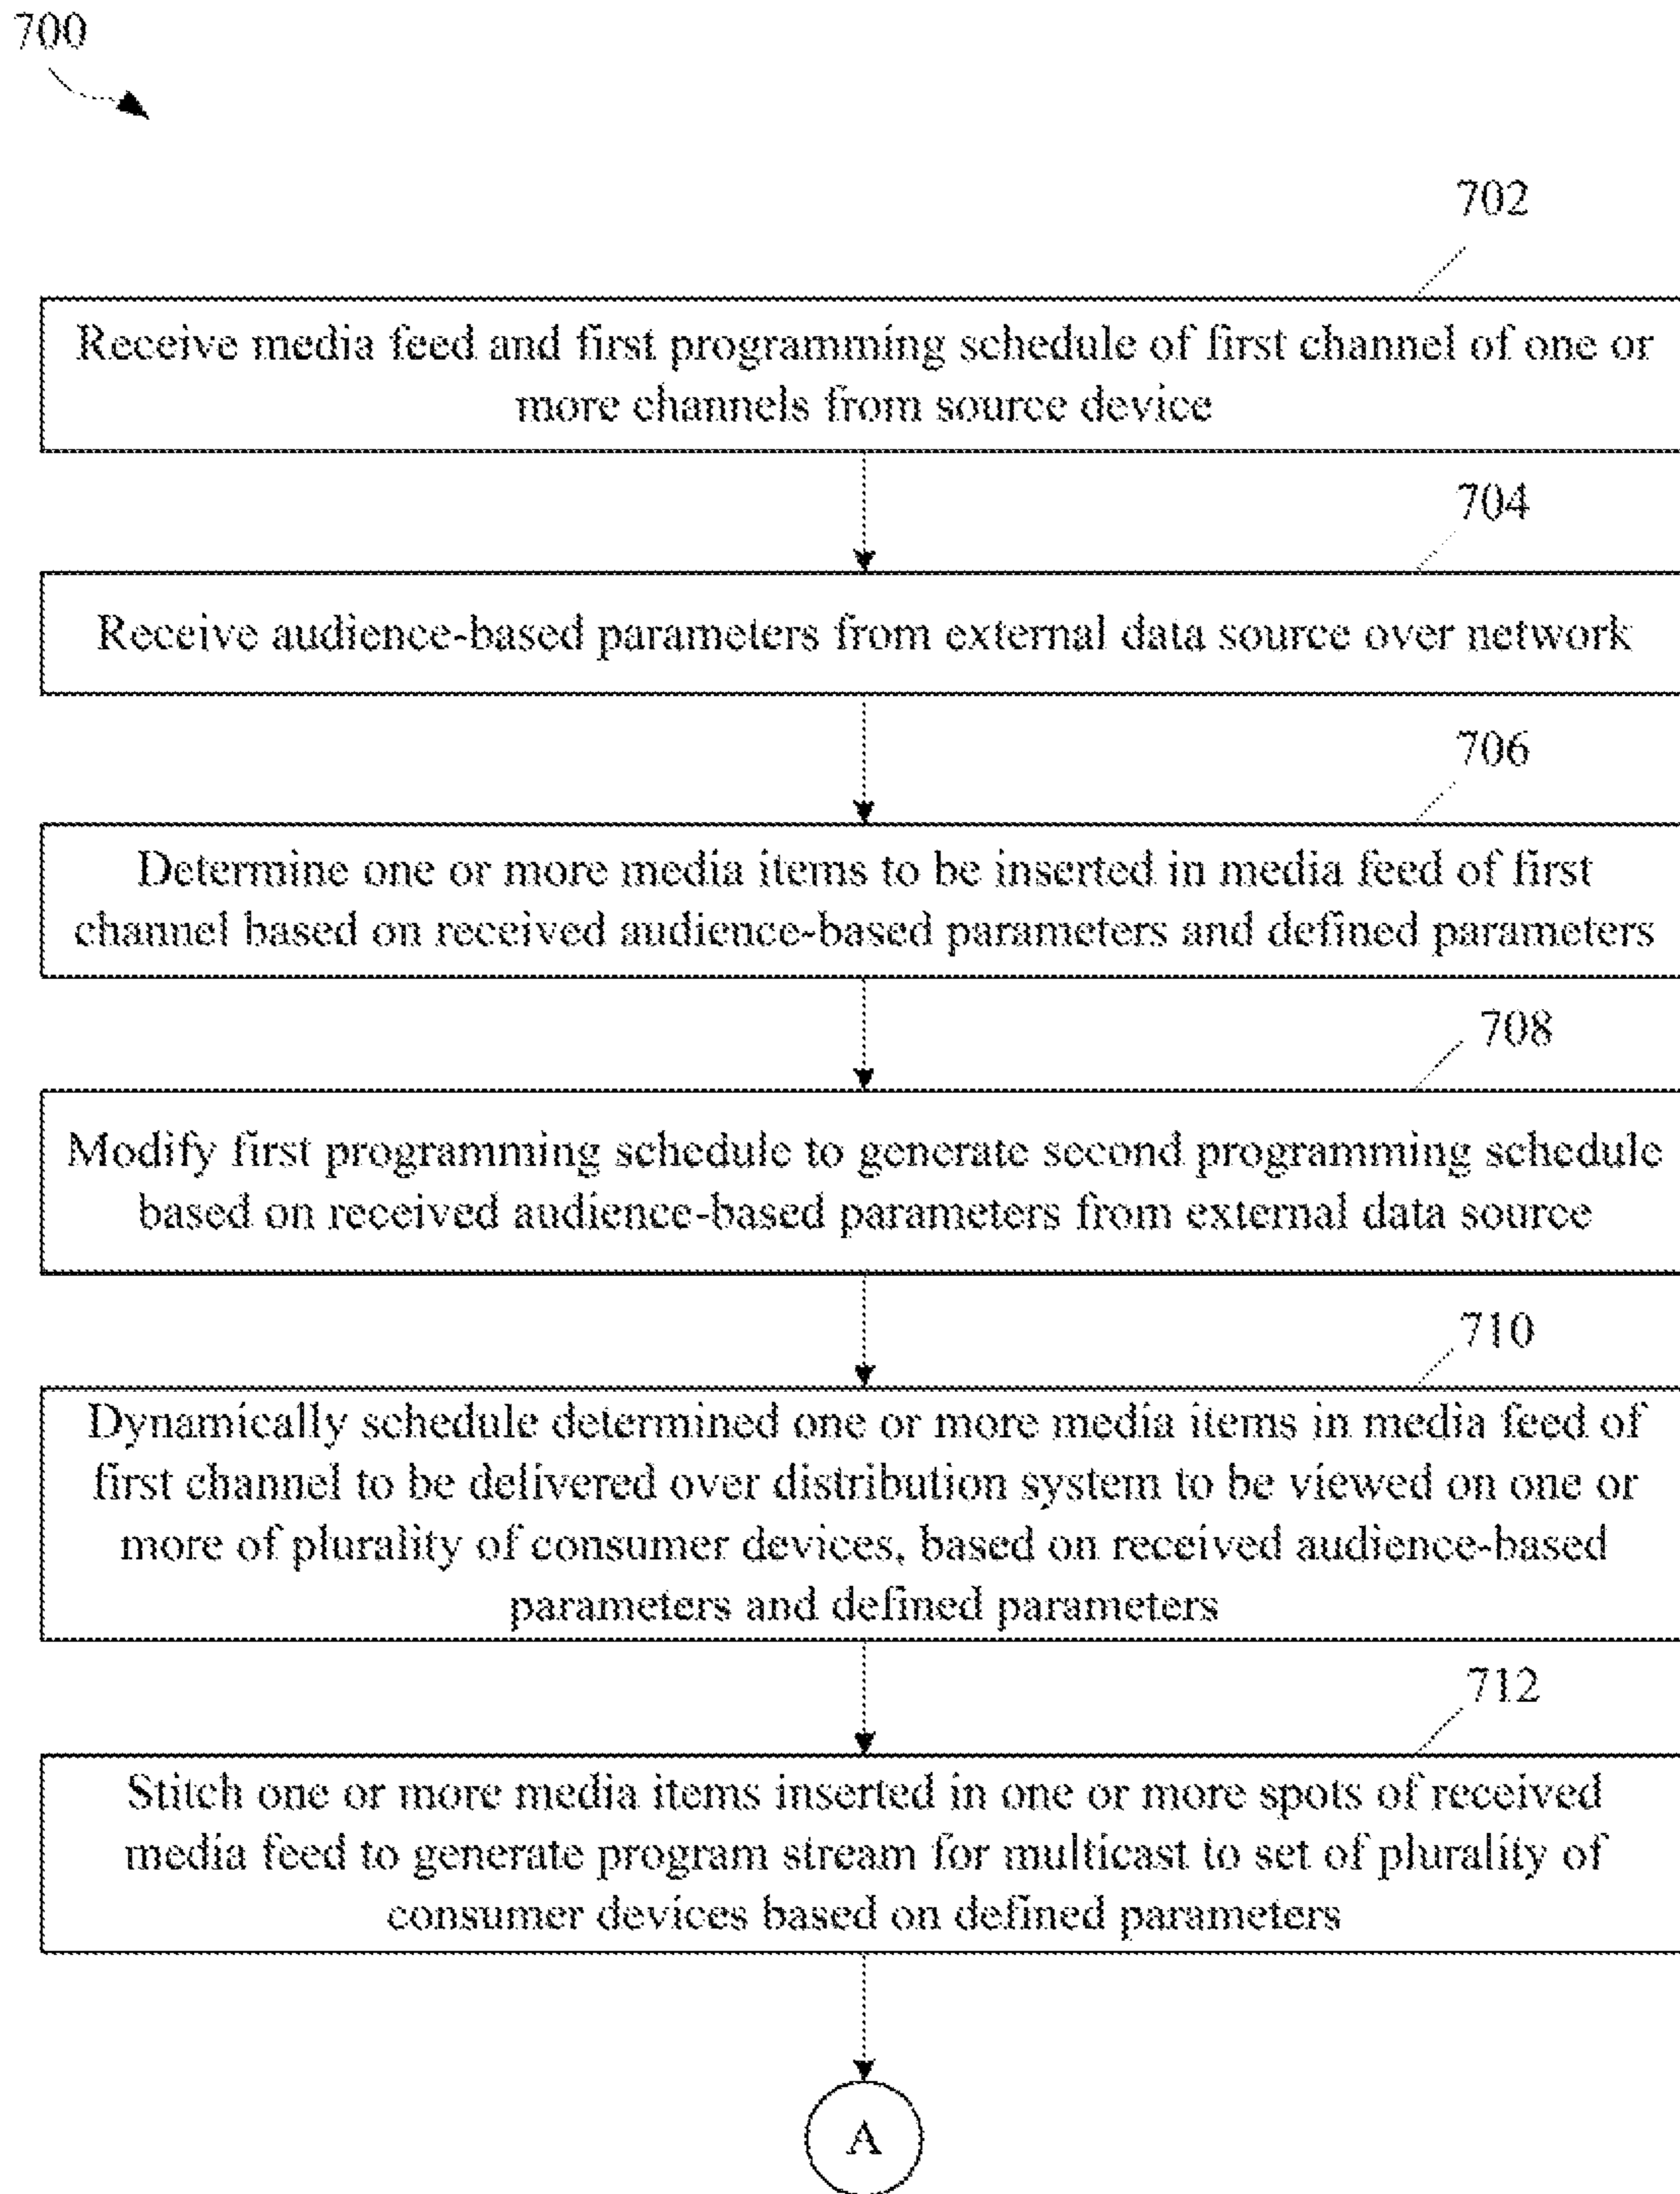 700
702
Receive media feed and first programming schedule of first channel of one or
more channels from source device
704
Receive audience-based parameters from external data source over network
706
Determine one or more media items to be inserted in media feed of first
channel based on received audience-based parameters and defined parameters
708
Modify first programming schedule to generate second programming schedule
based on received audience-based parameters from external data source
710
Dynamically schedule determined one or more media items in media feed of
first channel to be delivered over distribution system to be viewed on one or
more of plurality of consumer devices, based on received audience-based
parameters and defined parameters
712
Stitch one or more media items inserted in one or more spots of received
media feed to generate program stream for multicast to set of plurality of
consumer devices based on defined parameters
A